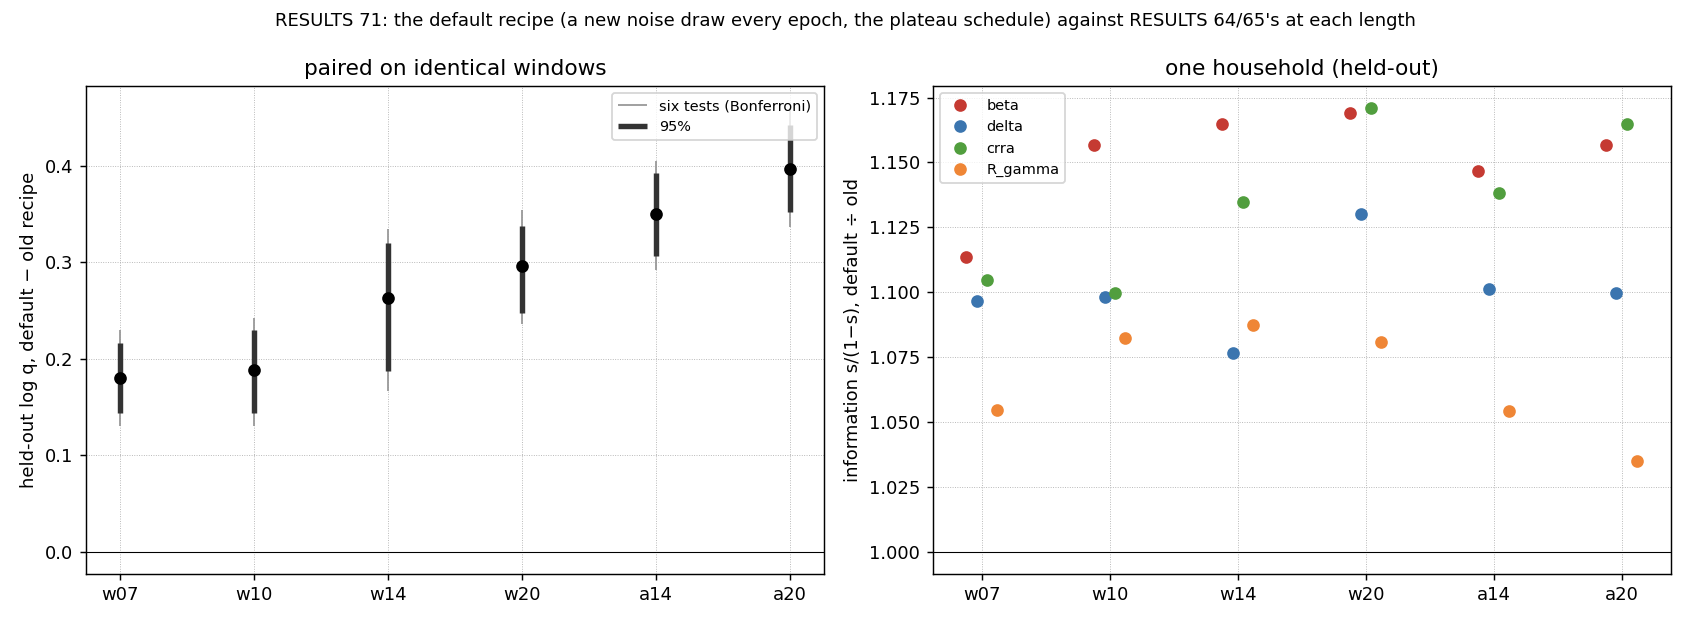 RESULTS 71: the default recipe (a new noise draw every epoch, the plateau schedule) against RESULTS 64/65's at each length
paired on identical windows
held-out log q, default − old recipe
0.4
0.3
0.2
0.1
0.0
six tests (Bonferroni)
95%
w07
w10
w14
w20
a14
a20
one household (held-out)
information s/(1−s), default ÷ old
1.175
1.150
1.125
1.100
1.075
1.050
1.025
1.000
beta
delta
crra
R_gamma
w07
w10
w14
w20
a14
a20